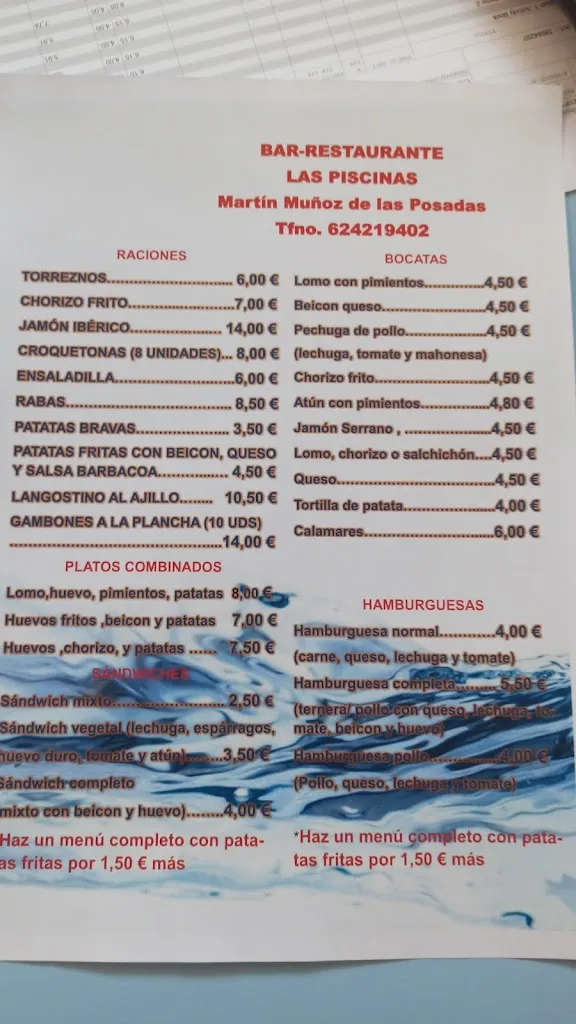 BAR-RESTAURANTE
LAS PISCINAS
Martín Muñoz de las Posadas
Tfno. 624219402
RACIONES
TORREZNOS............................... 6,00 €
CHORIZO FRITO..........................7,00 €
JAMÓN IBÉRICO...................... 14,00 €
CROQUETONAS (8 UNIDADES)... 8,00 €
ENSALADILLA.............................6,00 €
RABAS........................................ 8,50 €
PATATAS BRAVAS...................... 3,50 €
PATATAS FRITAS CON BEICON, QUESO
Y SALSA BARBACOA................. 4,50 €
LANGOSTINO AL AJILLO........ 10,50 €
GAMBONES A LA PLANCHA (10 UDS)
....................................................14,00 €
PLATOS COMBINADOS
Lomo,huevo, pimientos, patatas 8,00 €
Huevos fritos ,beicon y patatas 7,00 €
Huevos ,chorizo, y patatas ...... 7,50 €
SÁNDWICHES
Sándwich mixto........................... 2,50 €
Sándwich vegetal (lechuga, espárragos,
huevo duro, tomate y atún)........3,50 €
Sándwich completo
mixto con beicon y huevo)........4,00 €
*Haz un menú completo con pata-
tas fritas por 1,50 € más
BOCATAS
Lomo con pimientos..............4,50 €
Beicon queso.........................4,50 €
Pechuga de pollo...................4,50 €
(lechuga, tomate y mahonesa)
Chorizo frito...........................4,50 €
Atún con pimientos................4,80 €
Jamón Serrano , ....................4,50 €
Lomo, chorizo o salchichón....4,50 €
Queso.....................................4,50 €
Tortilla de patata.....................4,00 €
Calamares..............................6,00 €
HAMBURGUESAS
Hamburguesa normal............4,00 €
(carne, queso, lechuga y tomate)
Hamburguesa completa......... 5,50 €
(ternera/ pollo con queso, lechuga, to-
mate, beicon y huevo)
Hamburguesa pollo................4,00 €
(Pollo, queso, lechuga y tomate)
*Haz un menú completo con pata-
tas fritas por 1,50 € más